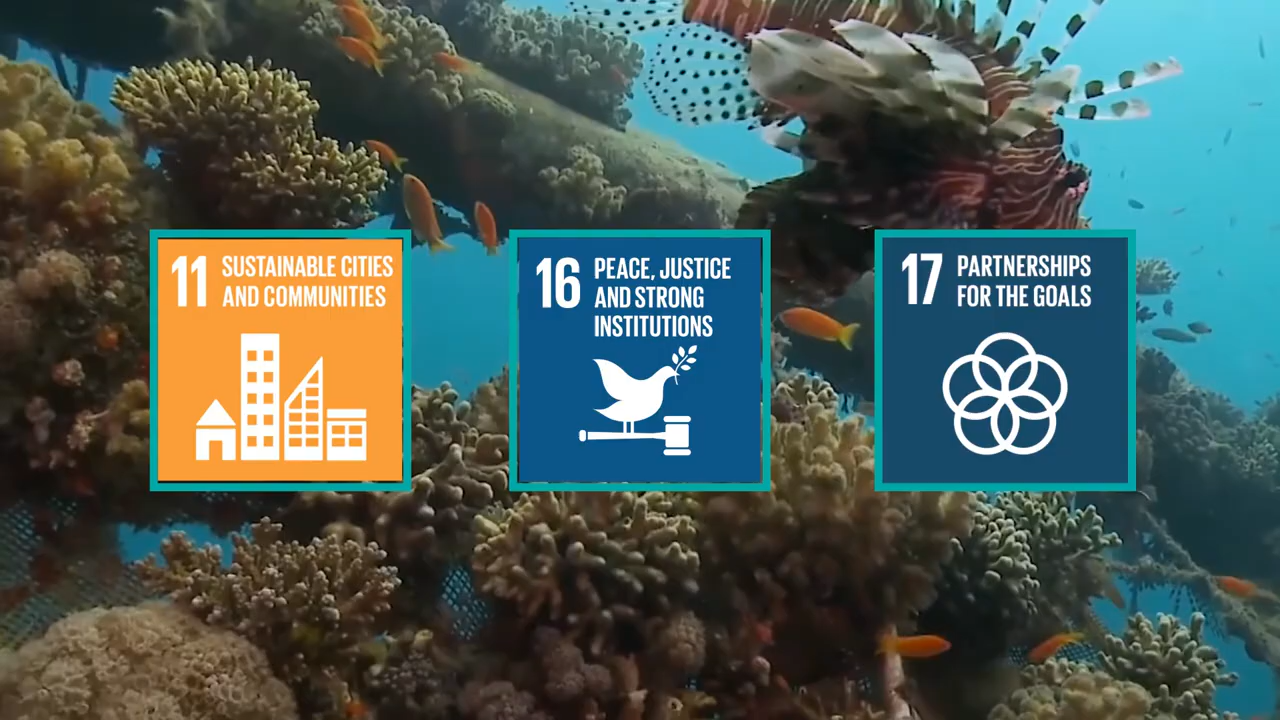 11
SUSTAINABLE CITIES
AND COMMUNITIES
16
PEACE, JUSTICE
AND STRONG
INSTITUTIONS
17
PARTNERSHIPS
FOR THE GOALS